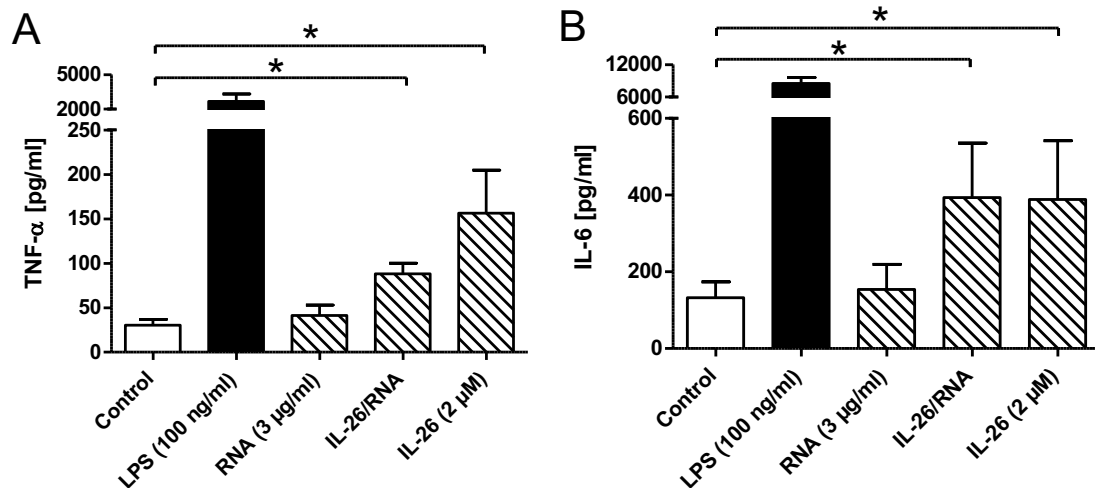 A
*
*
TNF-α [pg/ml]
5000
2000
250
200
150
100
50
0
Control
LPS (100 ng/ml)
RNA (3 µg/ml)
IL-26/RNA
IL-26 (2 µM)
B
*
*
IL-6 [pg/ml]
12000
6000
600
400
200
0
Control
LPS (100 ng/ml)
RNA (3 µg/ml)
IL-26/RNA
IL-26 (2 µM)